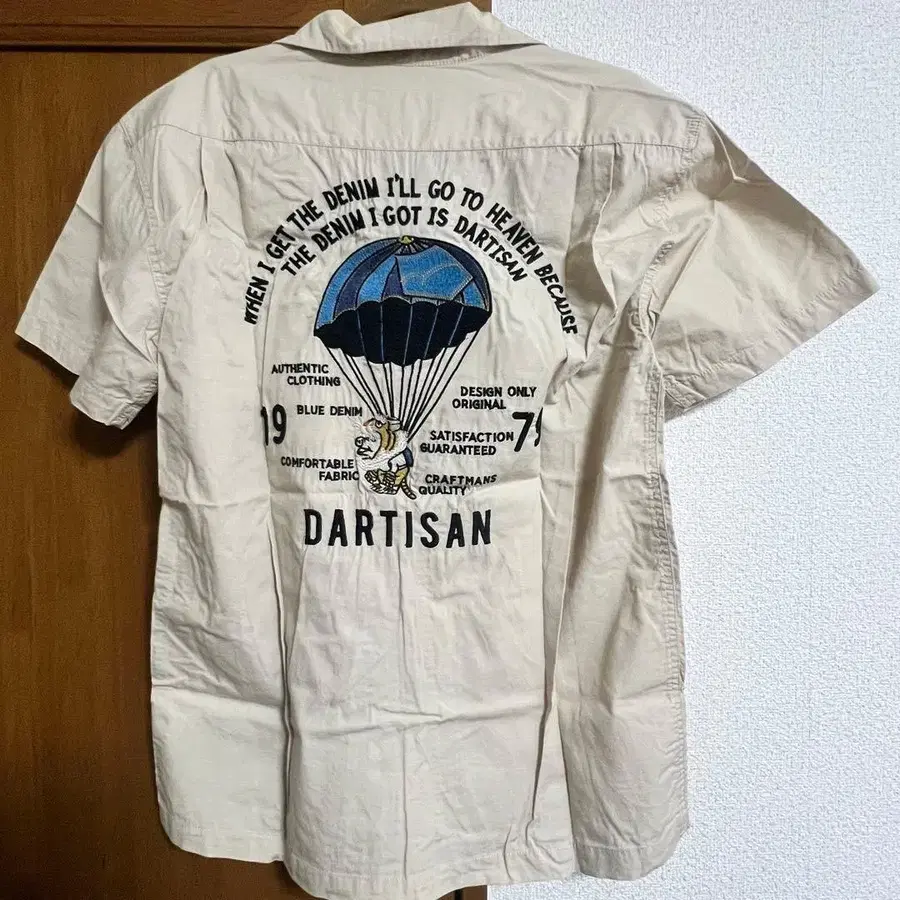 WHEN I GET THE DENIM I'LL GO TO HEAVEN BECAUSE
THE DENIM I GOT IS DARTISAN
AUTHENTIC
CLOTHING
DESIGN ONLY
ORIGINAL
19
BLUE DENIM
SATISFACTION
GUARANTEED
79
COMFORTABLE
FABRIC
CRAFTMANS
QUALITY
DARTISAN